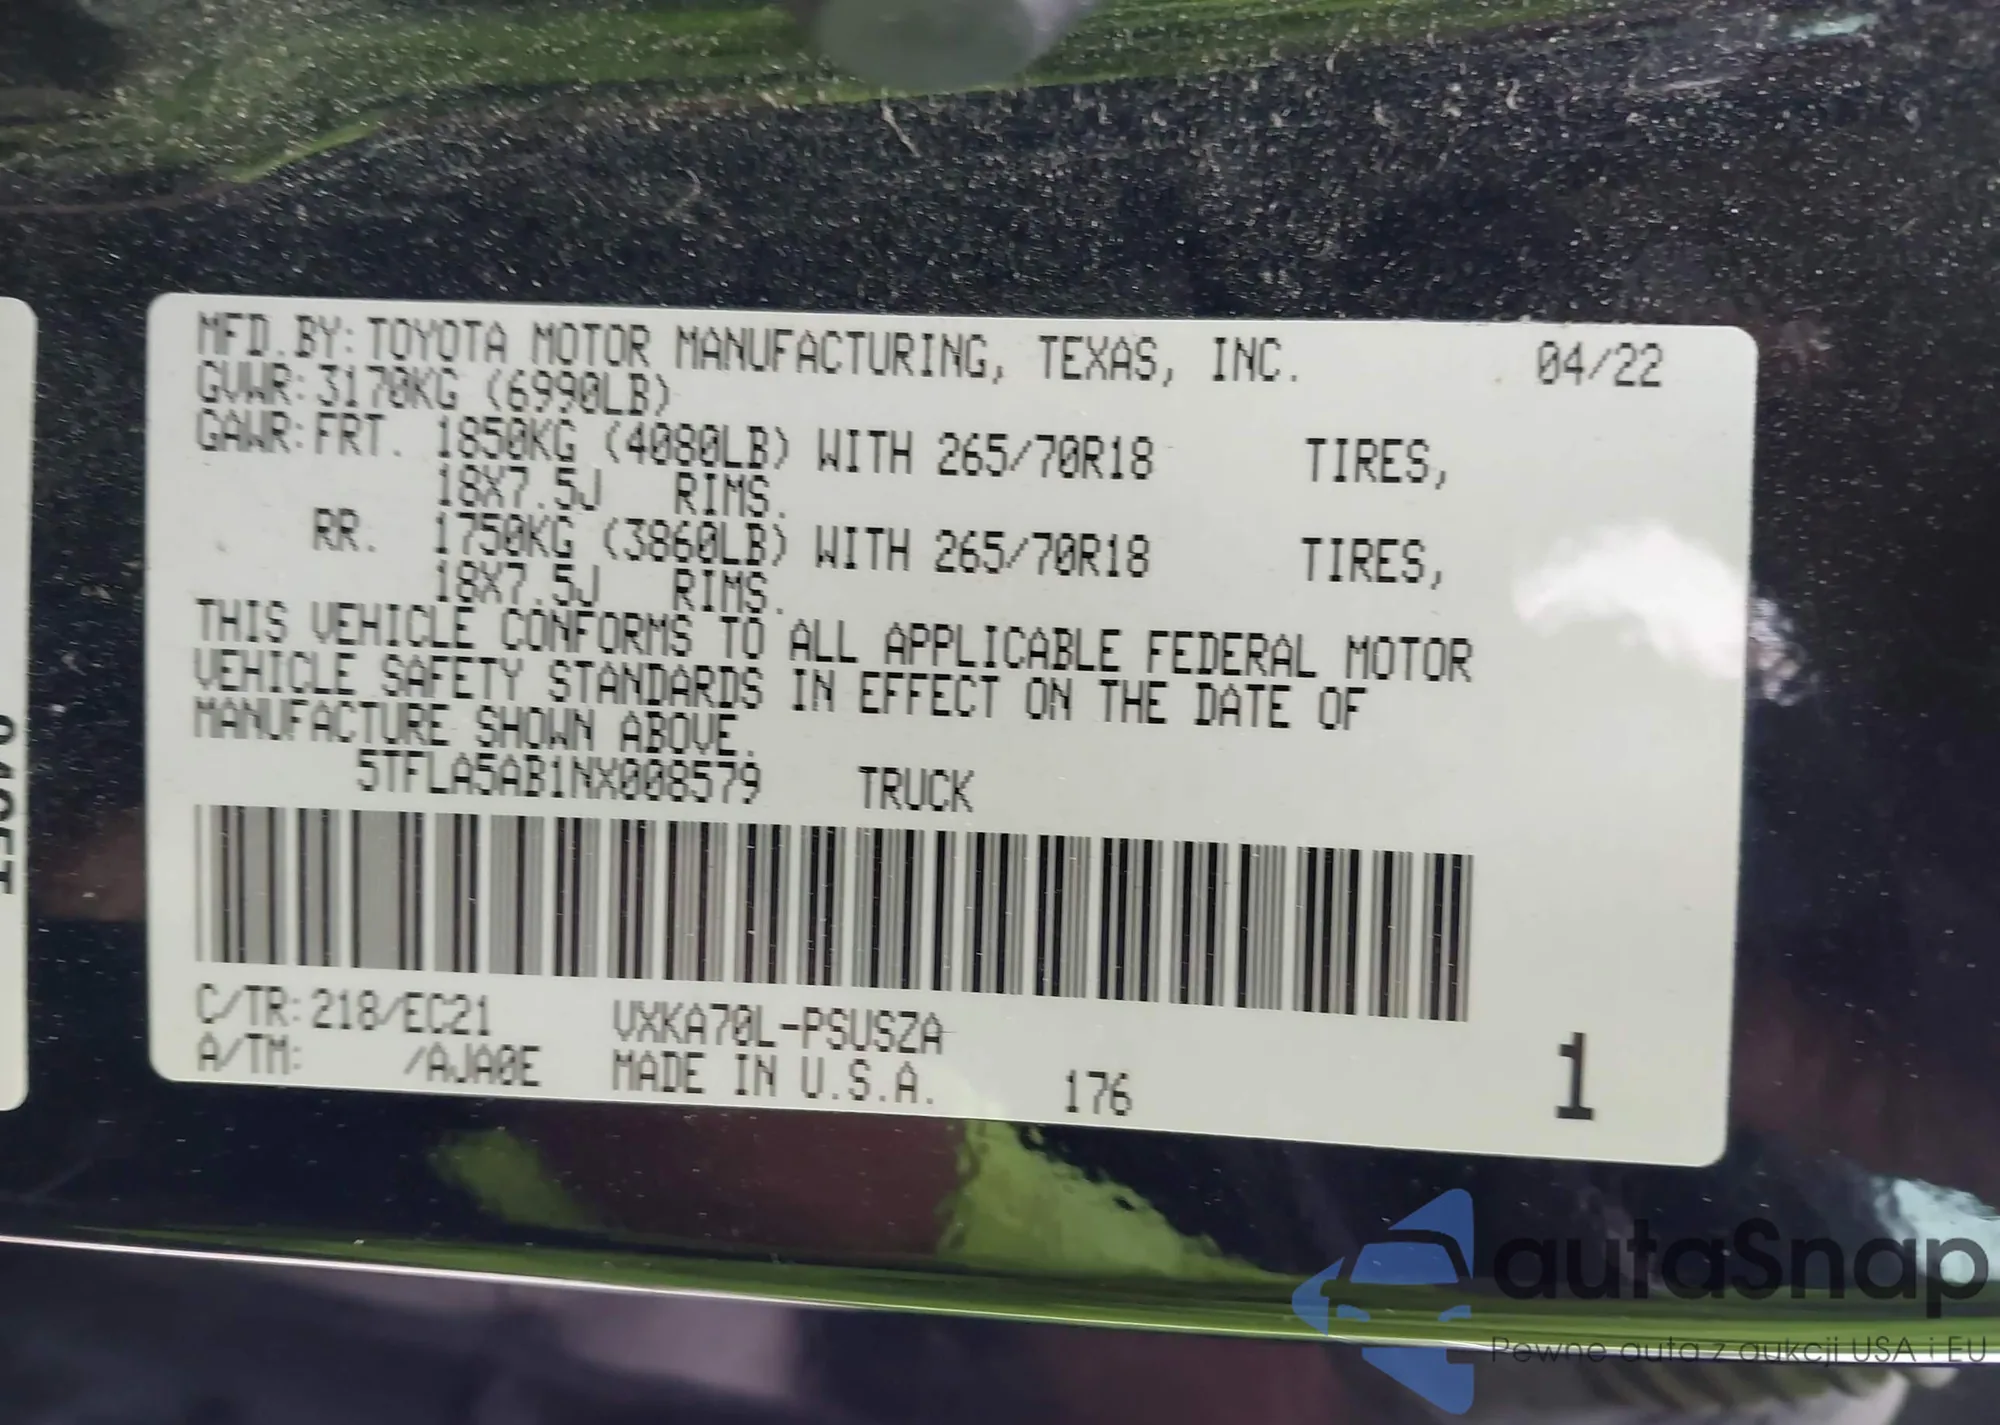 MFD.BY: TOYOTA MOTOR MANUFACTURING, TEXAS, INC. 04/22
GVWR: 3170KG (6990LB)
GAWR: FRT. 1850KG (4080LB) WITH 265/70R18 TIRES,
18X7.5J RIMS.
RR. 1750KG (3860LB) WITH 265/70R18 TIRES,
18X7.5J RIMS.
THIS VEHICLE CONFORMS TO ALL APPLICABLE FEDERAL MOTOR
VEHICLE SAFETY STANDARDS IN EFFECT ON THE DATE OF
MANUFACTURE SHOWN ABOVE.
5TFLA5AB1NX008579 TRUCK
C/TR: 218/EC21 VXKA70L-PSUSZA
A/TM: /AJA0E MADE IN U.S.A. 176 1
autaSnap
Pewne auta z aukcji USA i EU